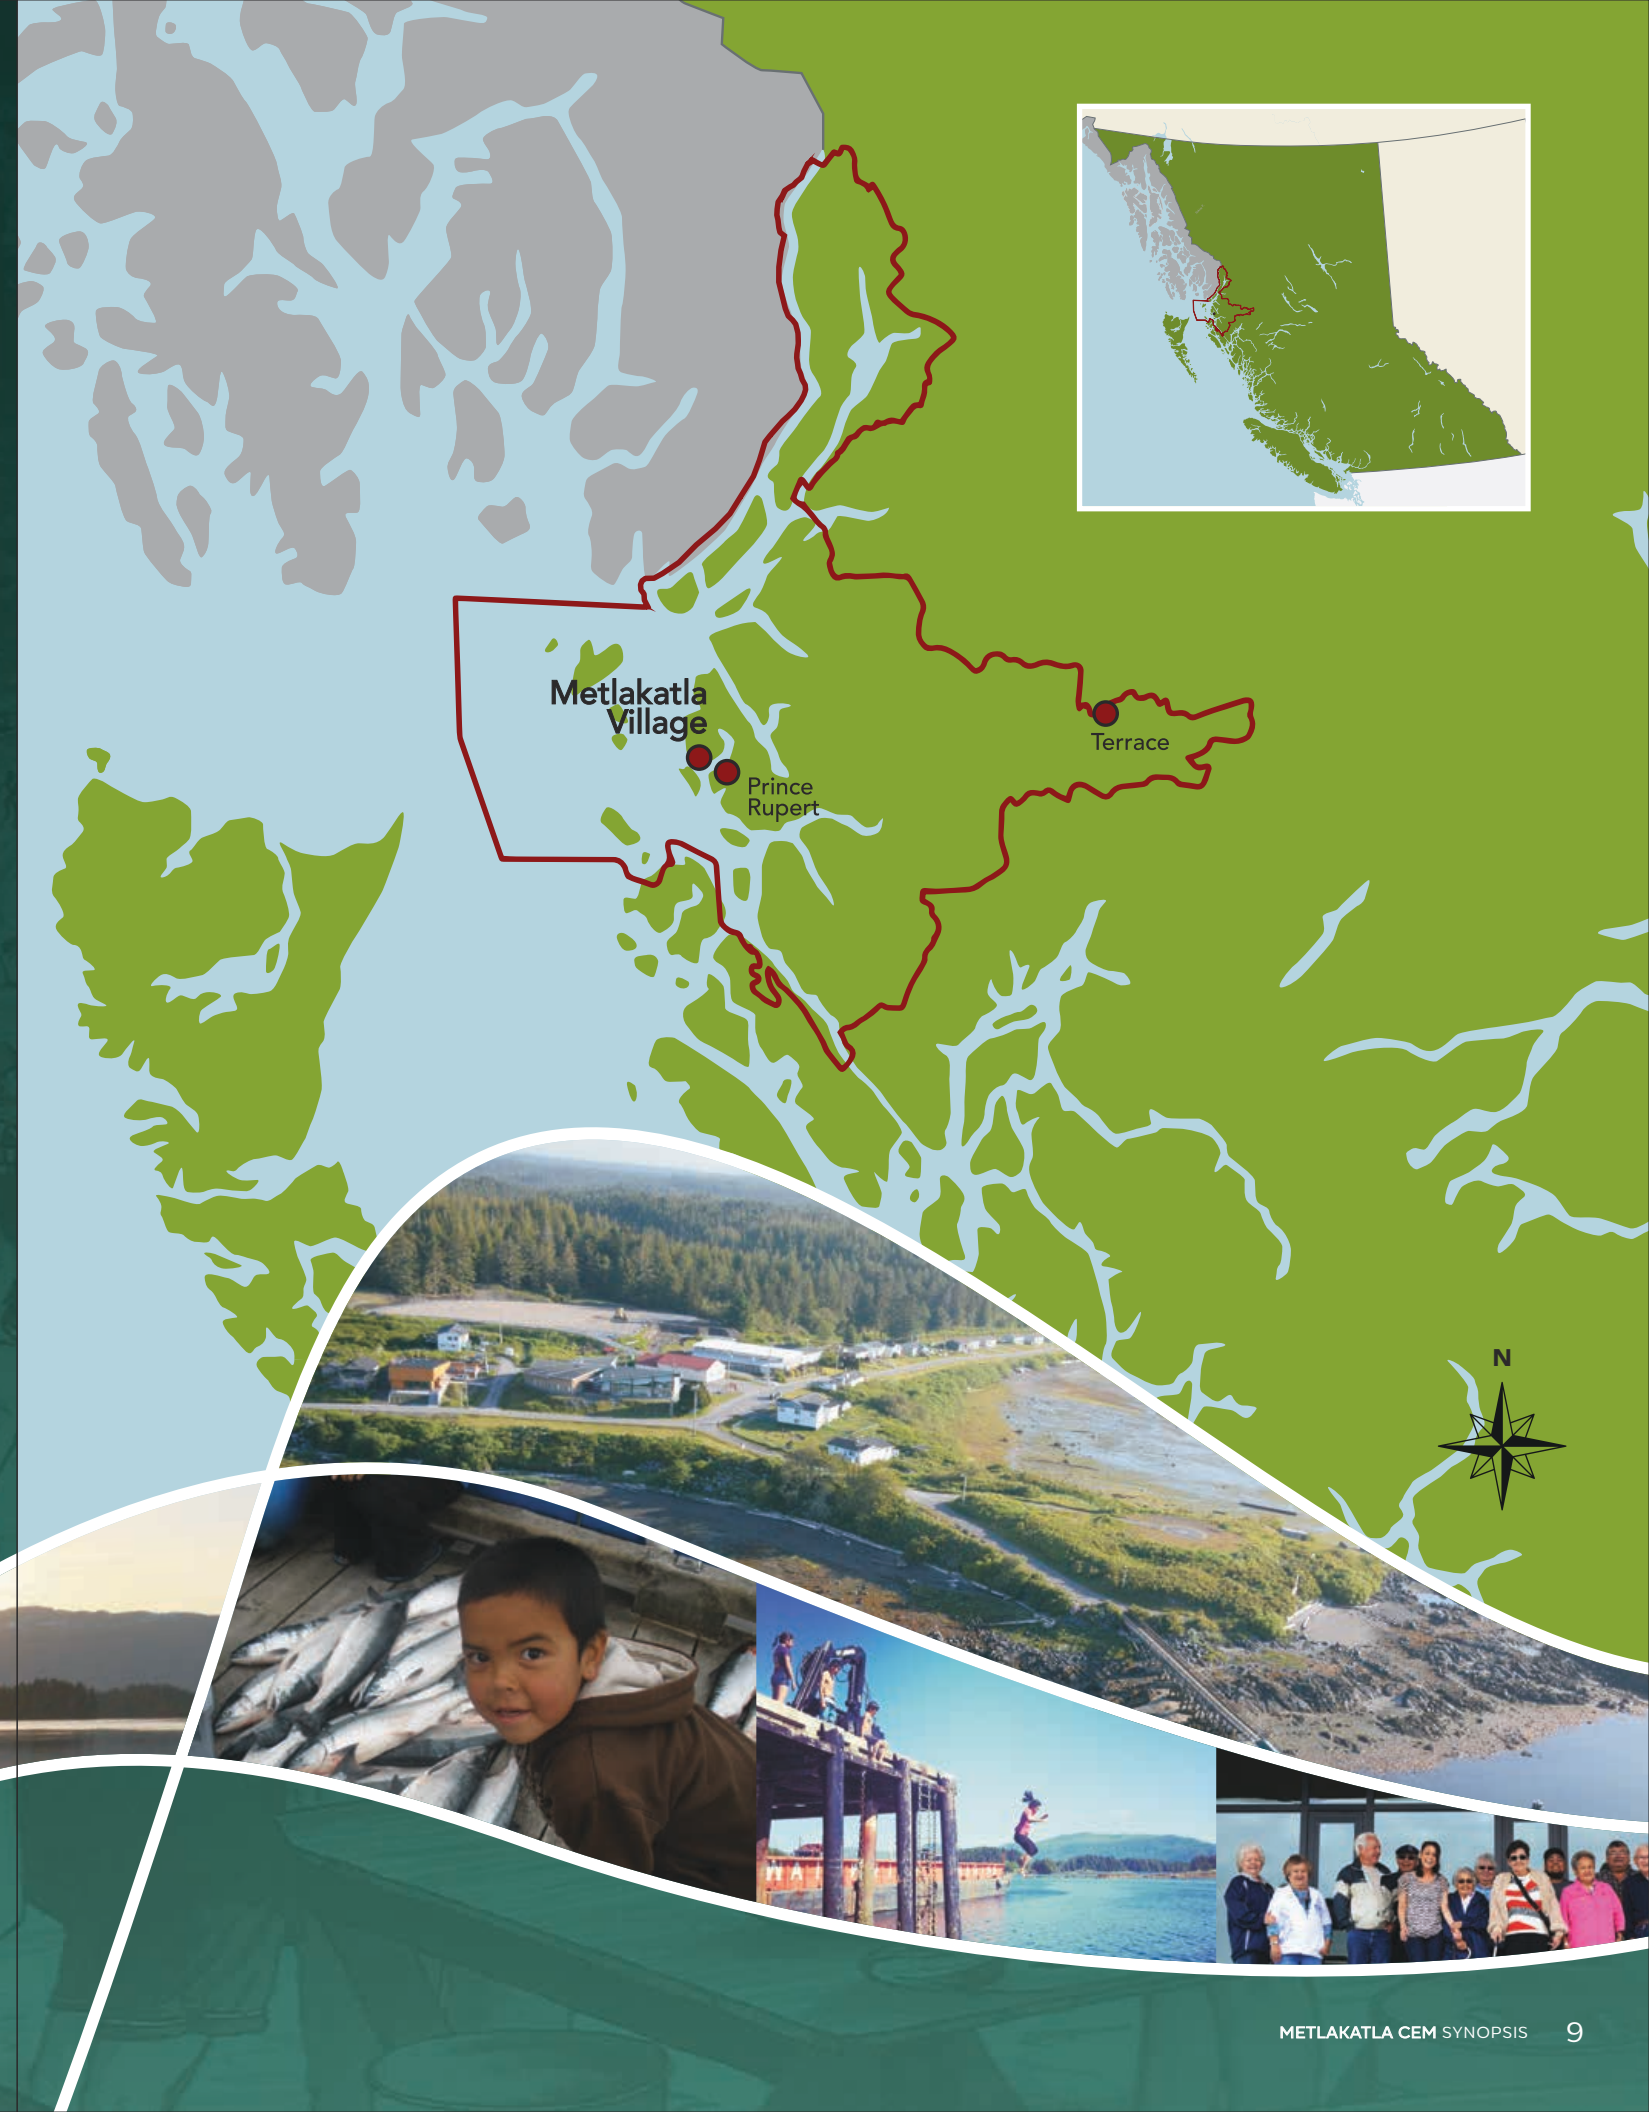 Metlakatla
Village
Prince
Rupert
Terrace
N
METLAKATLA CEM SYNOPSIS 9